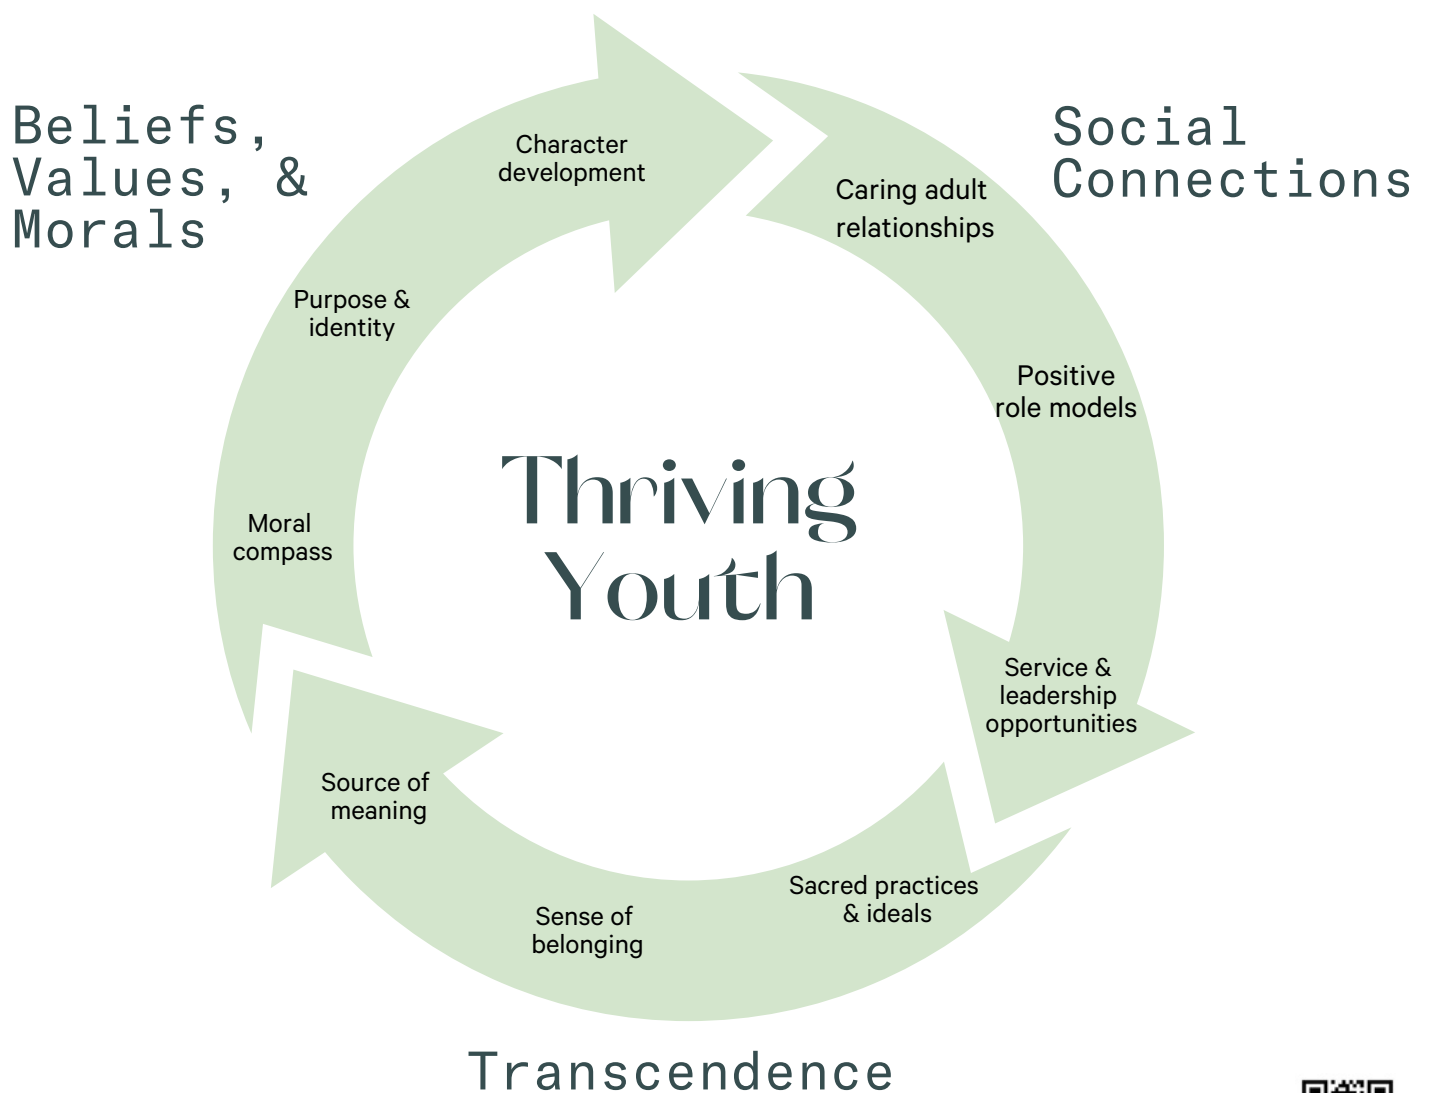 Beliefs,
Values, &
Morals
Social
Connections
Character
development
Caring adult
relationships
Purpose &
identity
Positive
role models
Moral
compass
Thriving
Youth
Service &
leadership
opportunities
Source of
meaning
Sacred practices
& ideals
Sense of
belonging
Transcendence